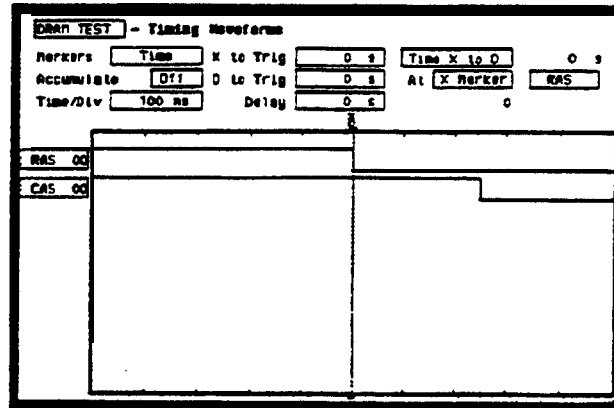 DRAM TEST - Timing Waveforms
Markers Time X to Trig 0 s Time X to O 0 s
Accumulate Off O to Trig 0 s At X Marker RAS
Time/Div 100 ns Delay 0 s 0
RAS 00
CAS 00